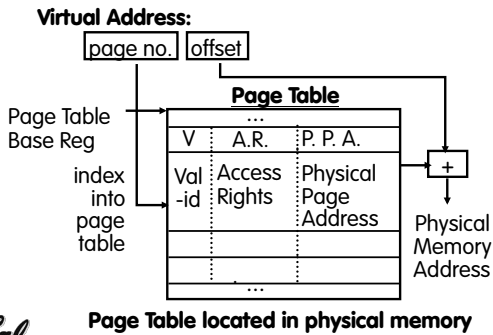 Virtual Address:
page no. offset
Page Table
Base Reg
index
into
page
table
Page Table
...
V A.R. P. P. A.
Val
-id
Access
Rights
Physical
Page
Address
...
+
Physical
Memory
Address
Page Table located in physical memory